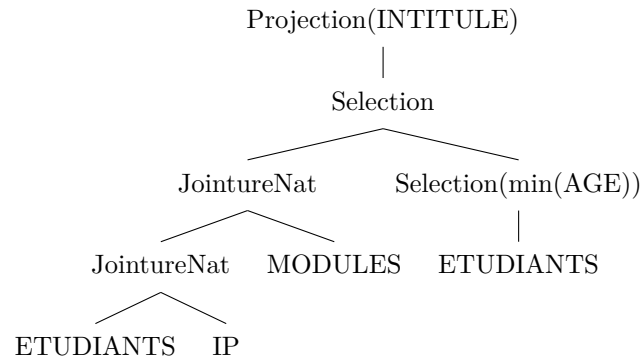 Projection(INTITULE)
Selection
JointureNat Selection(min(AGE))
JointureNat MODULES ETUDIANTS
ETUDIANTS IP